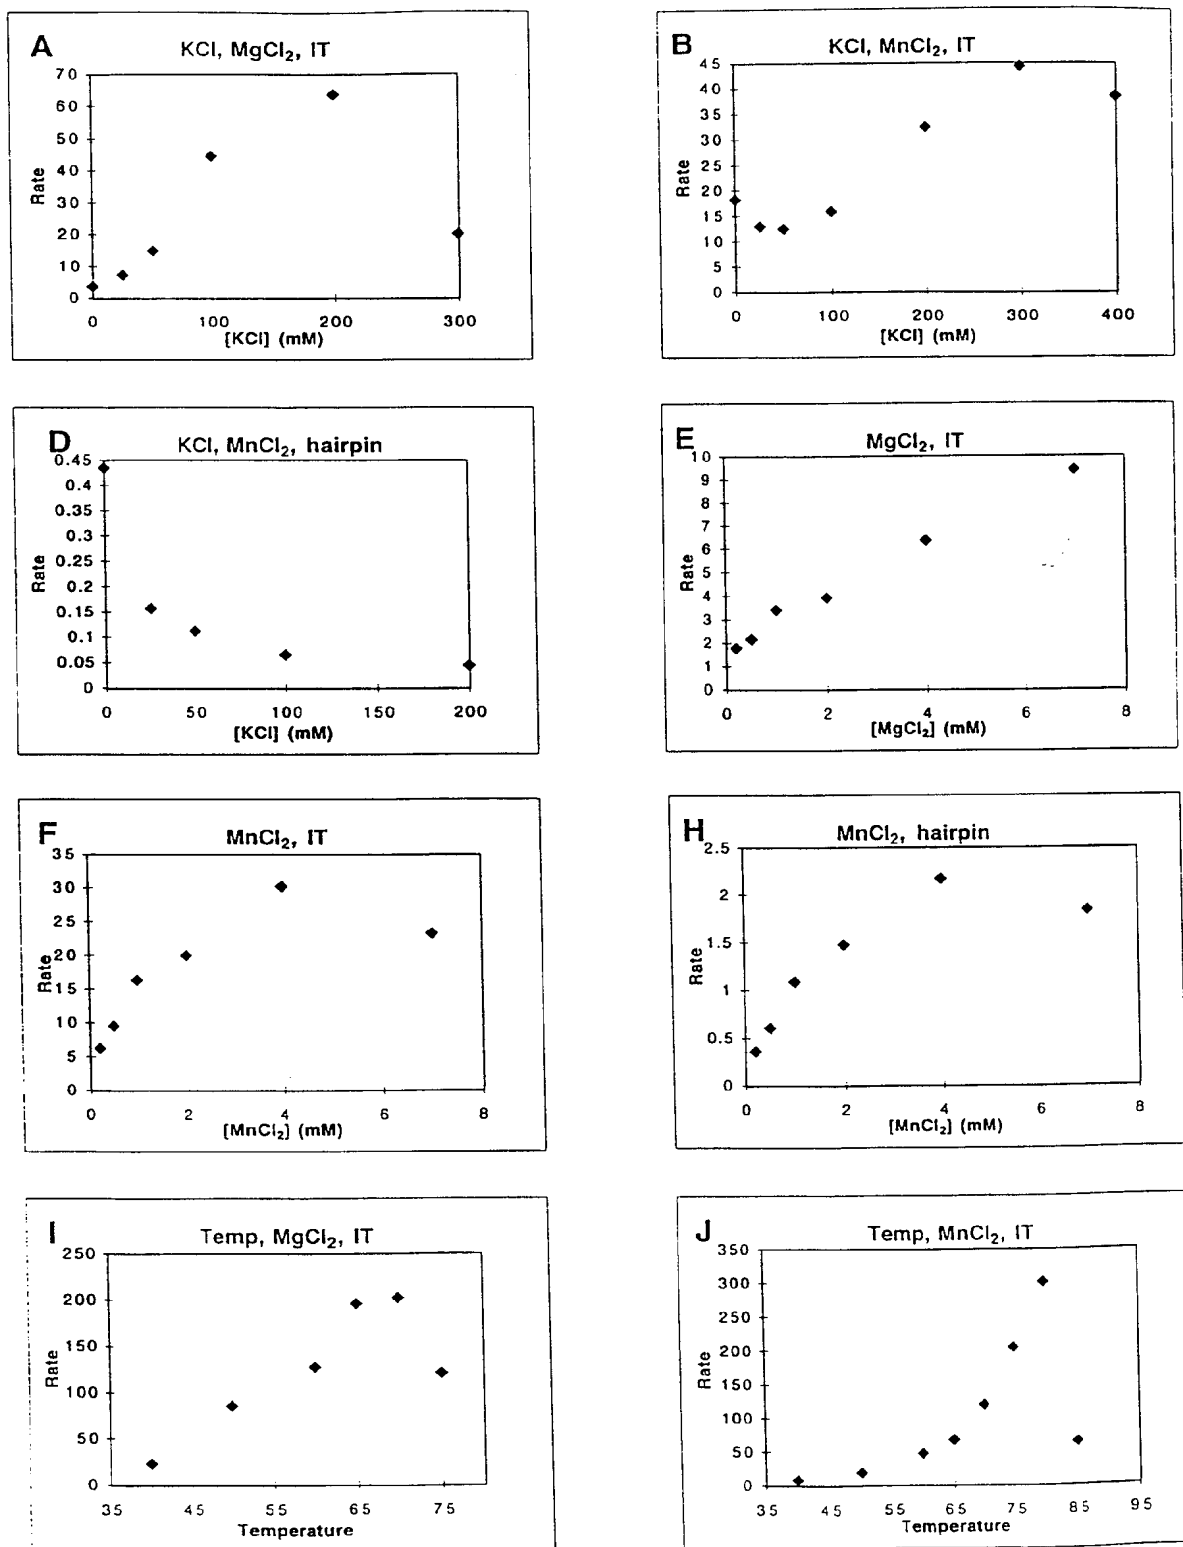 A
KCl, MgCl₂, IT
70
60
50
40
30
20
10
0
Rate
0 100 200 300
[KCl] (mM)
B
KCl, MnCl₂, IT
45
40
35
30
25
20
15
10
5
0
Rate
0 100 200 300 400
[KCl] (mM)
D
KCl, MnCl₂, hairpin
0.45
0.4
0.35
0.3
0.25
0.2
0.15
0.1
0.05
0
Rate
0 50 100 150 200
[KCl] (mM)
E
MgCl₂, IT
10
9
8
7
6
5
4
3
2
1
0
Rate
0 2 4 6 8
[MgCl₂] (mM)
F
MnCl₂, IT
35
30
25
20
15
10
5
0
Rate
0 2 4 6 8
[MnCl₂] (mM)
H
MnCl₂, hairpin
2.5
2
1.5
1
0.5
0
Rate
0 2 4 6 8
[MnCl₂] (mM)
I
Temp, MgCl₂, IT
250
200
150
100
50
0
Rate
35 45 55 65 75
Temperature
J
Temp, MnCl₂, IT
350
300
250
200
150
100
50
0
Rate
35 45 55 65 75 85 95
Temperature